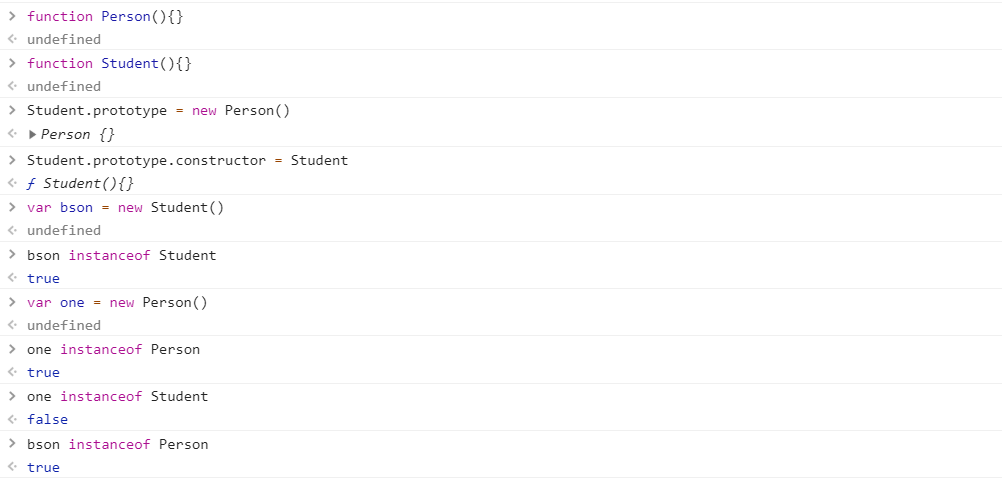 > function Person(){}
<· undefined
> function Student(){}
<· undefined
> Student.prototype = new Person()
<· ▶Person {}
> Student.prototype.constructor = Student
<· ƒ Student(){}
> var bson = new Student()
<· undefined
> bson instanceof Student
<· true
> var one = new Person()
<· undefined
> one instanceof Person
<· true
> one instanceof Student
<· false
> bson instanceof Person
<· true